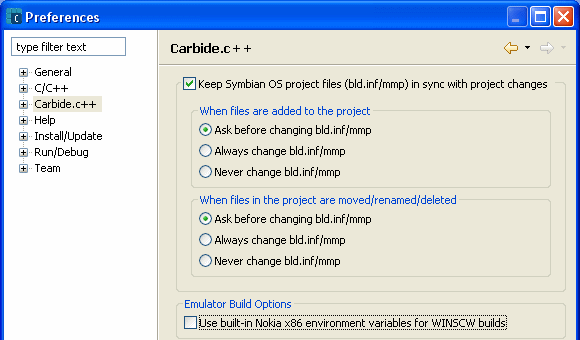 Preferences
type filter text
General
C/C++
Carbide.c++
Help
Install/Update
Run/Debug
Team
Carbide.c++
Keep Symbian OS project files (bld.inf/mmp) in sync with project changes
When files are added to the project
Ask before changing bld.inf/mmp
Always change bld.inf/mmp
Never change bld.inf/mmp
When files in the project are moved/renamed/deleted
Ask before changing bld.inf/mmp
Always change bld.inf/mmp
Never change bld.inf/mmp
Emulator Build Options
Use built-in Nokia x86 environment variables for WINSCW builds